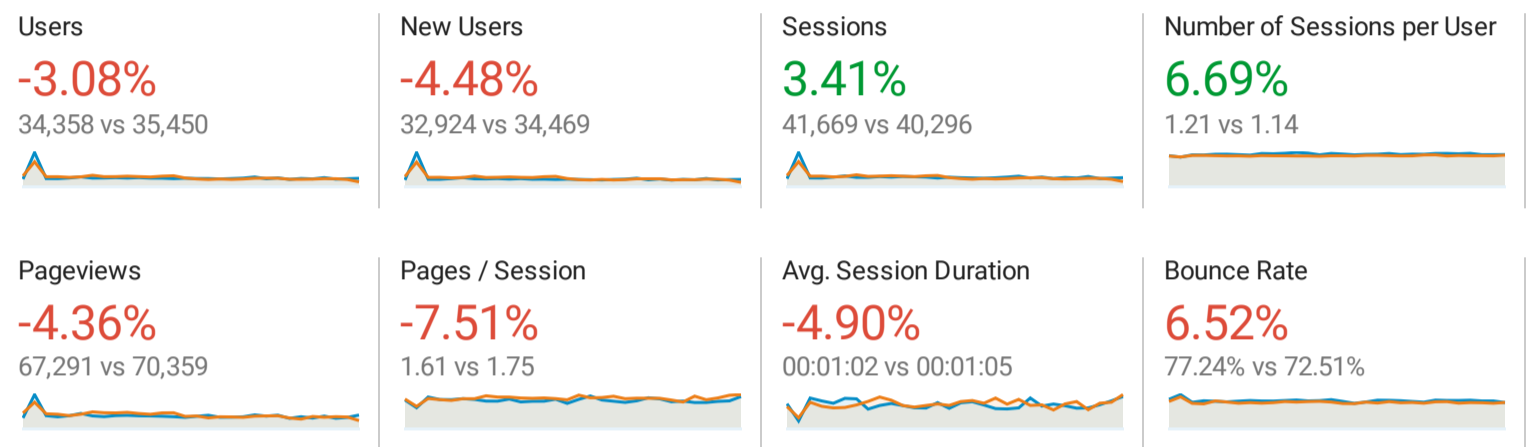 Users
-3.08%
34,358 vs 35,450
New Users
-4.48%
32,924 vs 34,469
Sessions
3.41%
41,669 vs 40,296
Number of Sessions per User
6.69%
1.21 vs 1.14
Pageviews
-4.36%
67,291 vs 70,359
Pages / Session
-7.51%
1.61 vs 1.75
Avg. Session Duration
-4.90%
00:01:02 vs 00:01:05
Bounce Rate
6.52%
77.24% vs 72.51%